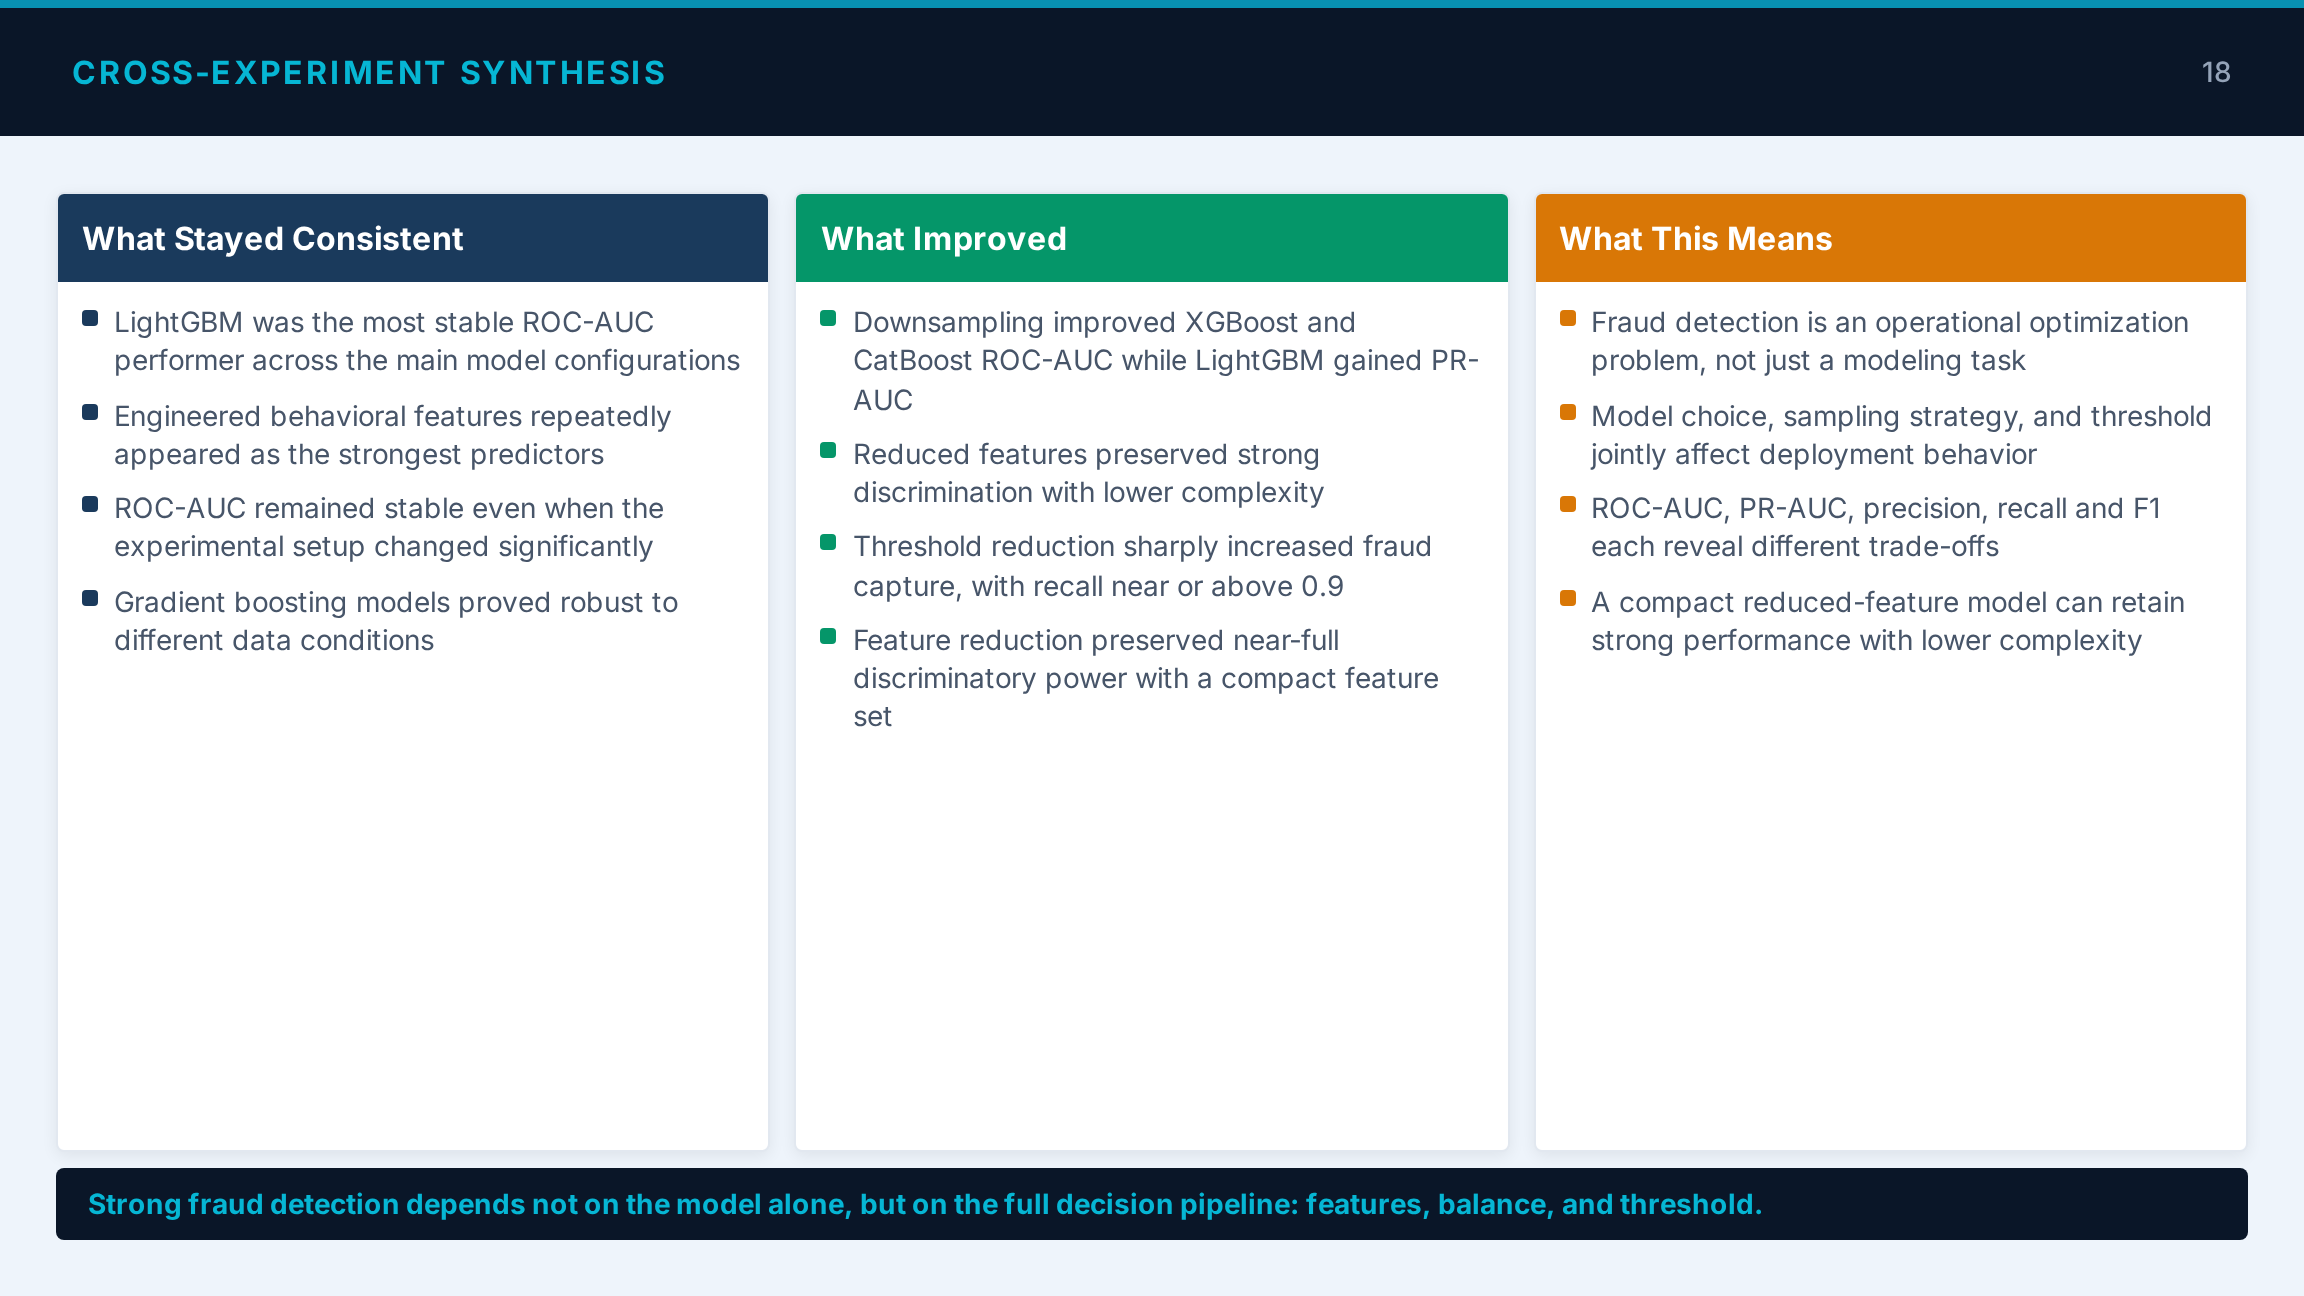 CROSS-EXPERIMENT SYNTHESIS
18
What Stayed Consistent
LightGBM was the most stable ROC-AUC
performer across the main model configurations
Engineered behavioral features repeatedly
appeared as the strongest predictors
ROC-AUC remained stable even when the
experimental setup changed significantly
Gradient boosting models proved robust to
different data conditions
What Improved
Downsampling improved XGBoost and
CatBoost ROC-AUC while LightGBM gained PR-
AUC
Reduced features preserved strong
discrimination with lower complexity
Threshold reduction sharply increased fraud
capture, with recall near or above 0.9
Feature reduction preserved near-full
discriminatory power with a compact feature
set
What This Means
Fraud detection is an operational optimization
problem, not just a modeling task
Model choice, sampling strategy, and threshold
jointly affect deployment behavior
ROC-AUC, PR-AUC, precision, recall and F1
each reveal different trade-offs
A compact reduced-feature model can retain
strong performance with lower complexity
Strong fraud detection depends not on the model alone, but on the full decision pipeline: features, balance, and threshold.